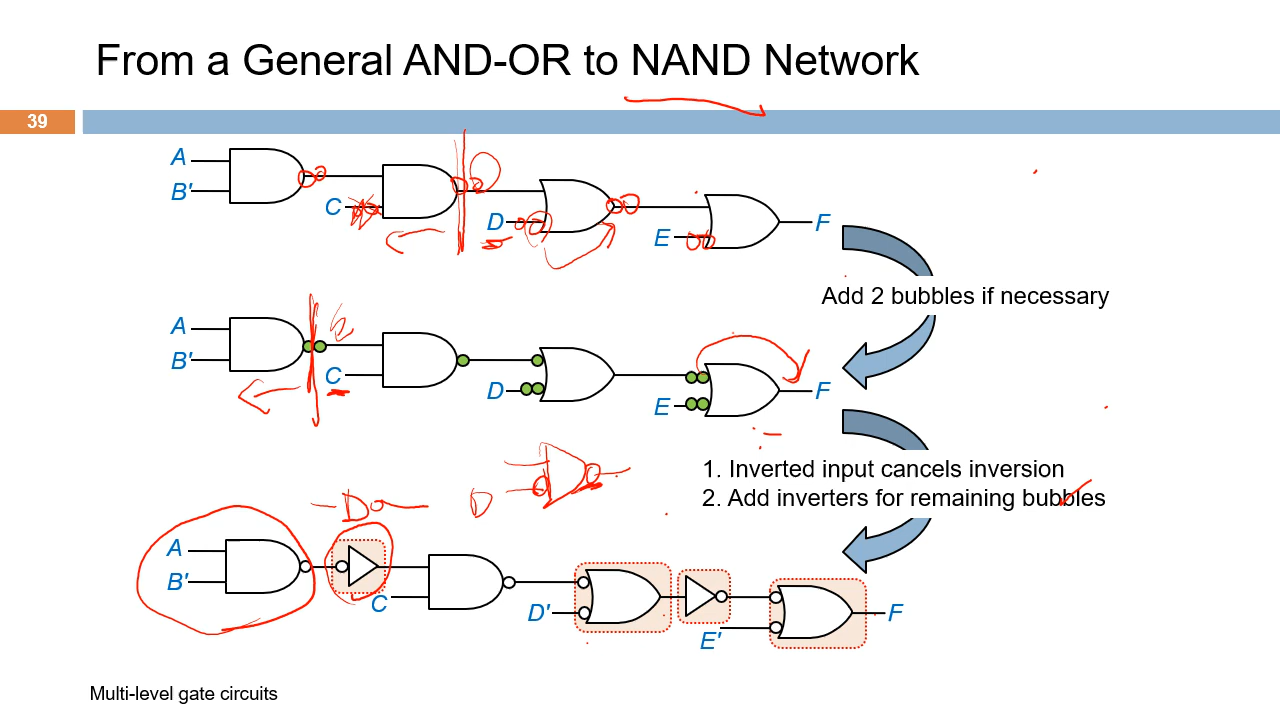 From a General AND-OR to NAND Network
39
A
B'
C
D
E
F
Add 2 bubbles if necessary
A
B'
C
D
E
F
1. Inverted input cancels inversion
2. Add inverters for remaining bubbles
D
A
B'
C
D'
E'
F
Multi-level gate circuits